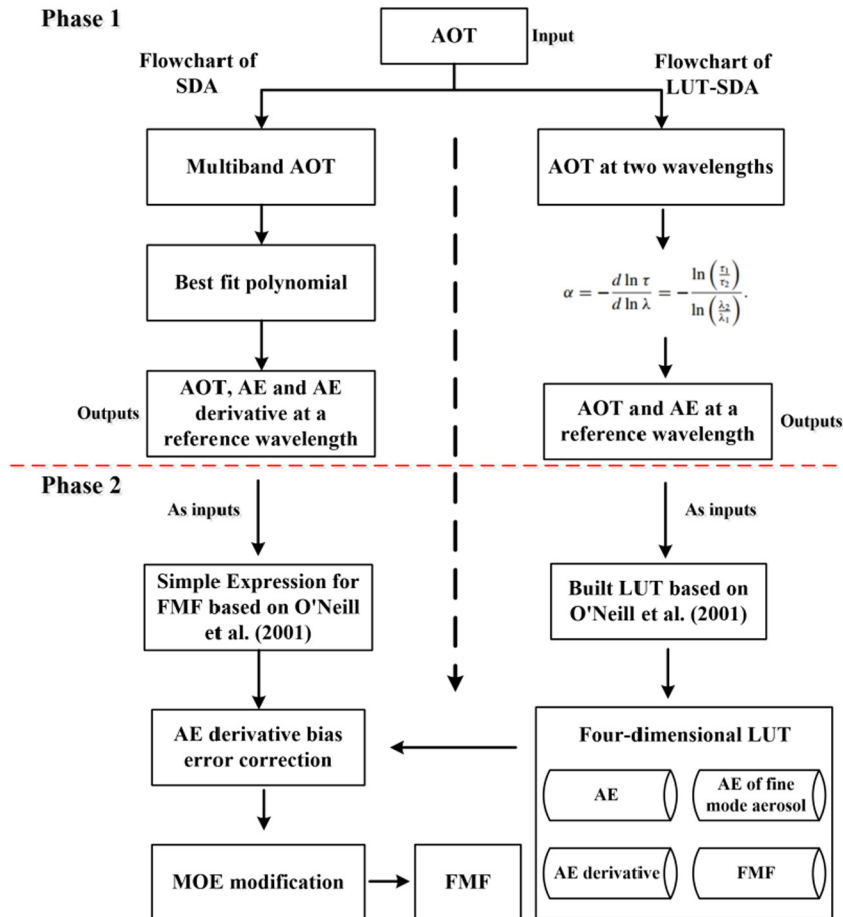 Phase 1
AOT
Input
Flowchart of
SDA
Flowchart of
LUT-SDA
Multiband AOT
AOT at two wavelengths
Best fit polynomial
α = − d ln τ / d ln λ = − ln (τ₁/τ₂) / ln (λ₂/λ₁).
Outputs
AOT, AE and AE
derivative at a
reference wavelength
AOT and AE at a
reference wavelength
Outputs
Phase 2
As inputs
As inputs
Simple Expression for
FMF based on O'Neill
et al. (2001)
Built LUT based on
O'Neill et al. (2001)
AE derivative bias
error correction
Four-dimensional LUT
AE
AE of fine
mode aerosol
AE derivative
FMF
MOE modification
FMF